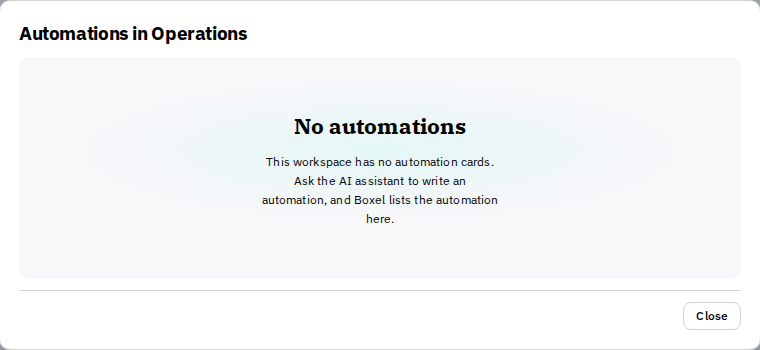 Automations in Operations
No automations
This workspace has no automation cards.
Ask the AI assistant to write an
automation, and Boxel lists the automation
here.
Close